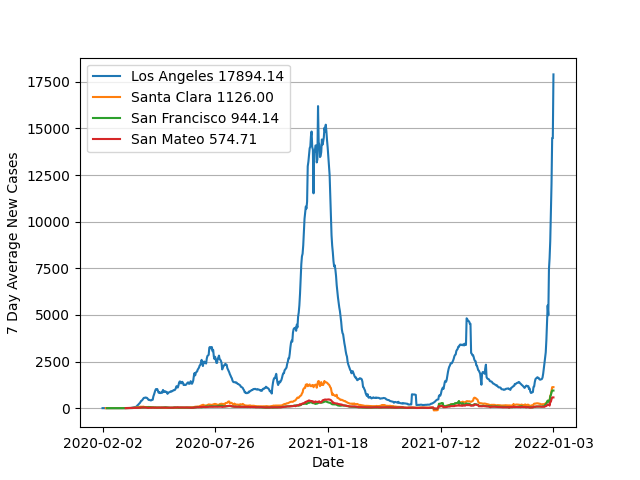 Los Angeles 17894.14
Santa Clara 1126.00
San Francisco 944.14
San Mateo 574.71
17500
15000
12500
10000
7500
5000
2500
0
7 Day Average New Cases
2020-02-02 2020-07-26 2021-01-18 2021-07-12 2022-01-03
Date